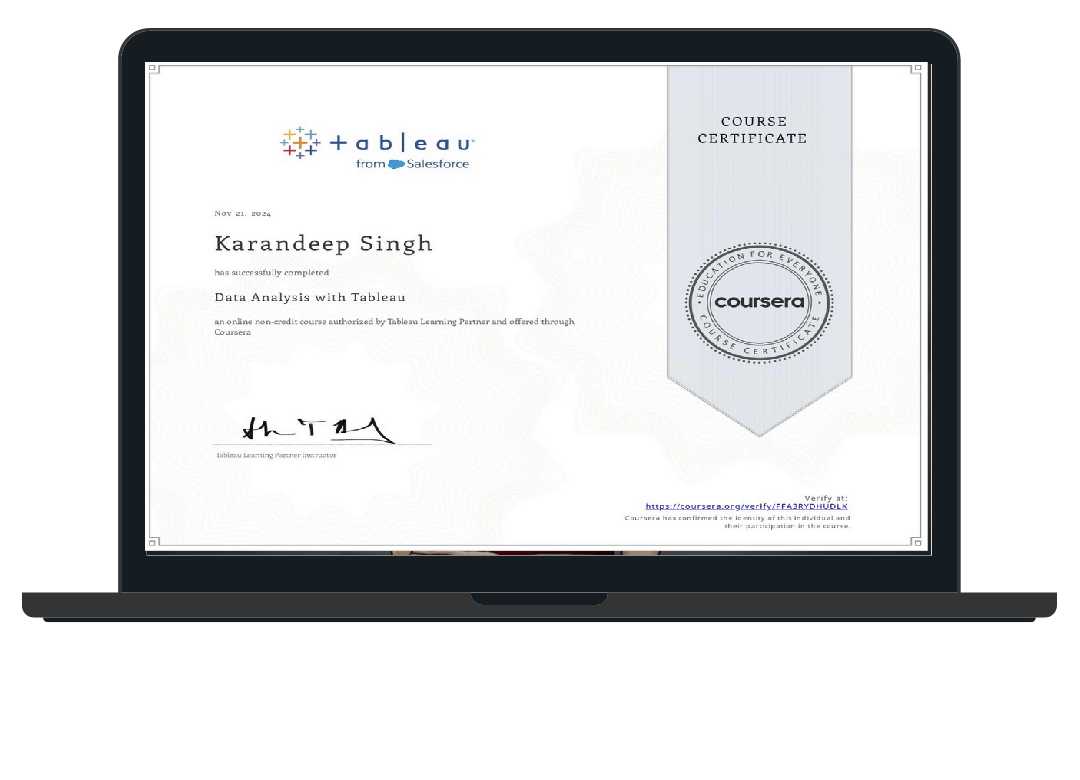 +ableau
from Salesforce
Nov 21, 2024
Karandeep Singh
has successfully completed
Data Analysis with Tableau
an online non-credit course authorized by Tableau Learning Partner and offered through
Coursera
Tableau Learning Partner Instructor
COURSE
CERTIFICATE
EDUCATION FOR EVERYONE
coursera
COURSE CERTIFICATE
Verify at:
https://coursera.org/verify/FFA3RYDHUDLX
Coursera has confirmed the identity of this individual and
their participation in the course.